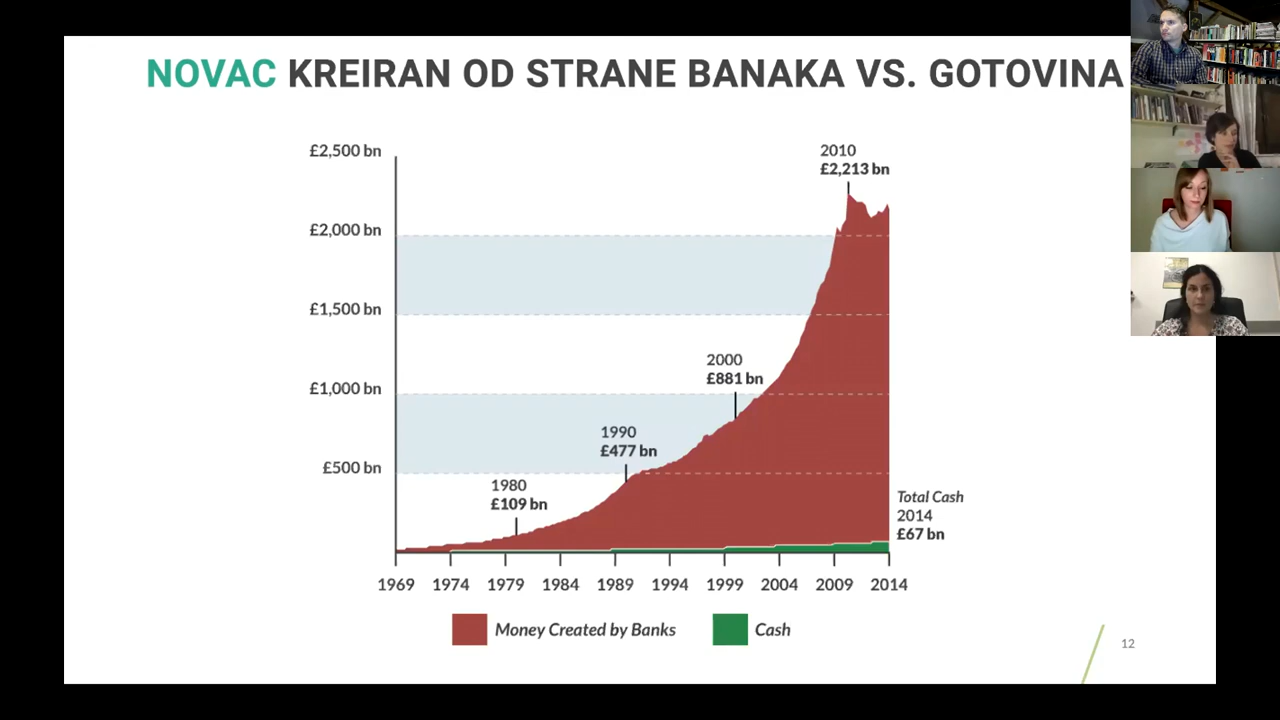 NOVAC KREIRAN OD STRANE BANAKA VS. GOTOVINA
£2,500 bn
£2,000 bn
£1,500 bn
£1,000 bn
£500 bn
1980
£109 bn
1990
£477 bn
2000
£881 bn
2010
£2,213 bn
Total Cash
2014
£67 bn
1969 1974 1979 1984 1989 1994 1999 2004 2009 2014
Money Created by Banks
Cash
12